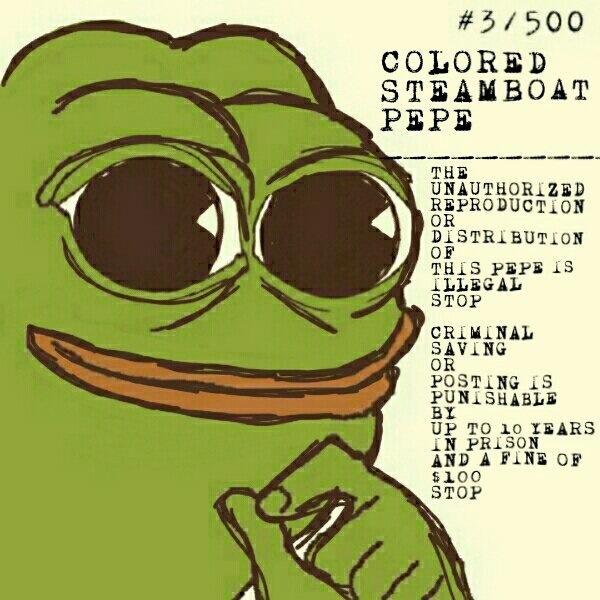 #3/500
COLORED
STEAMBOAT
PEPE
THE
UNAUTHORIZED
REPRODUCTION
OR
DISTRIBUTION
OF
THIS PEPE IS
ILLEGAL
STOP
CRIMINAL
SAVING
OR
POSTING IS
PUNISHABLE
BY
UP TO 10 YEARS
IN PRISON
AND A FINE OF
$100
STOP